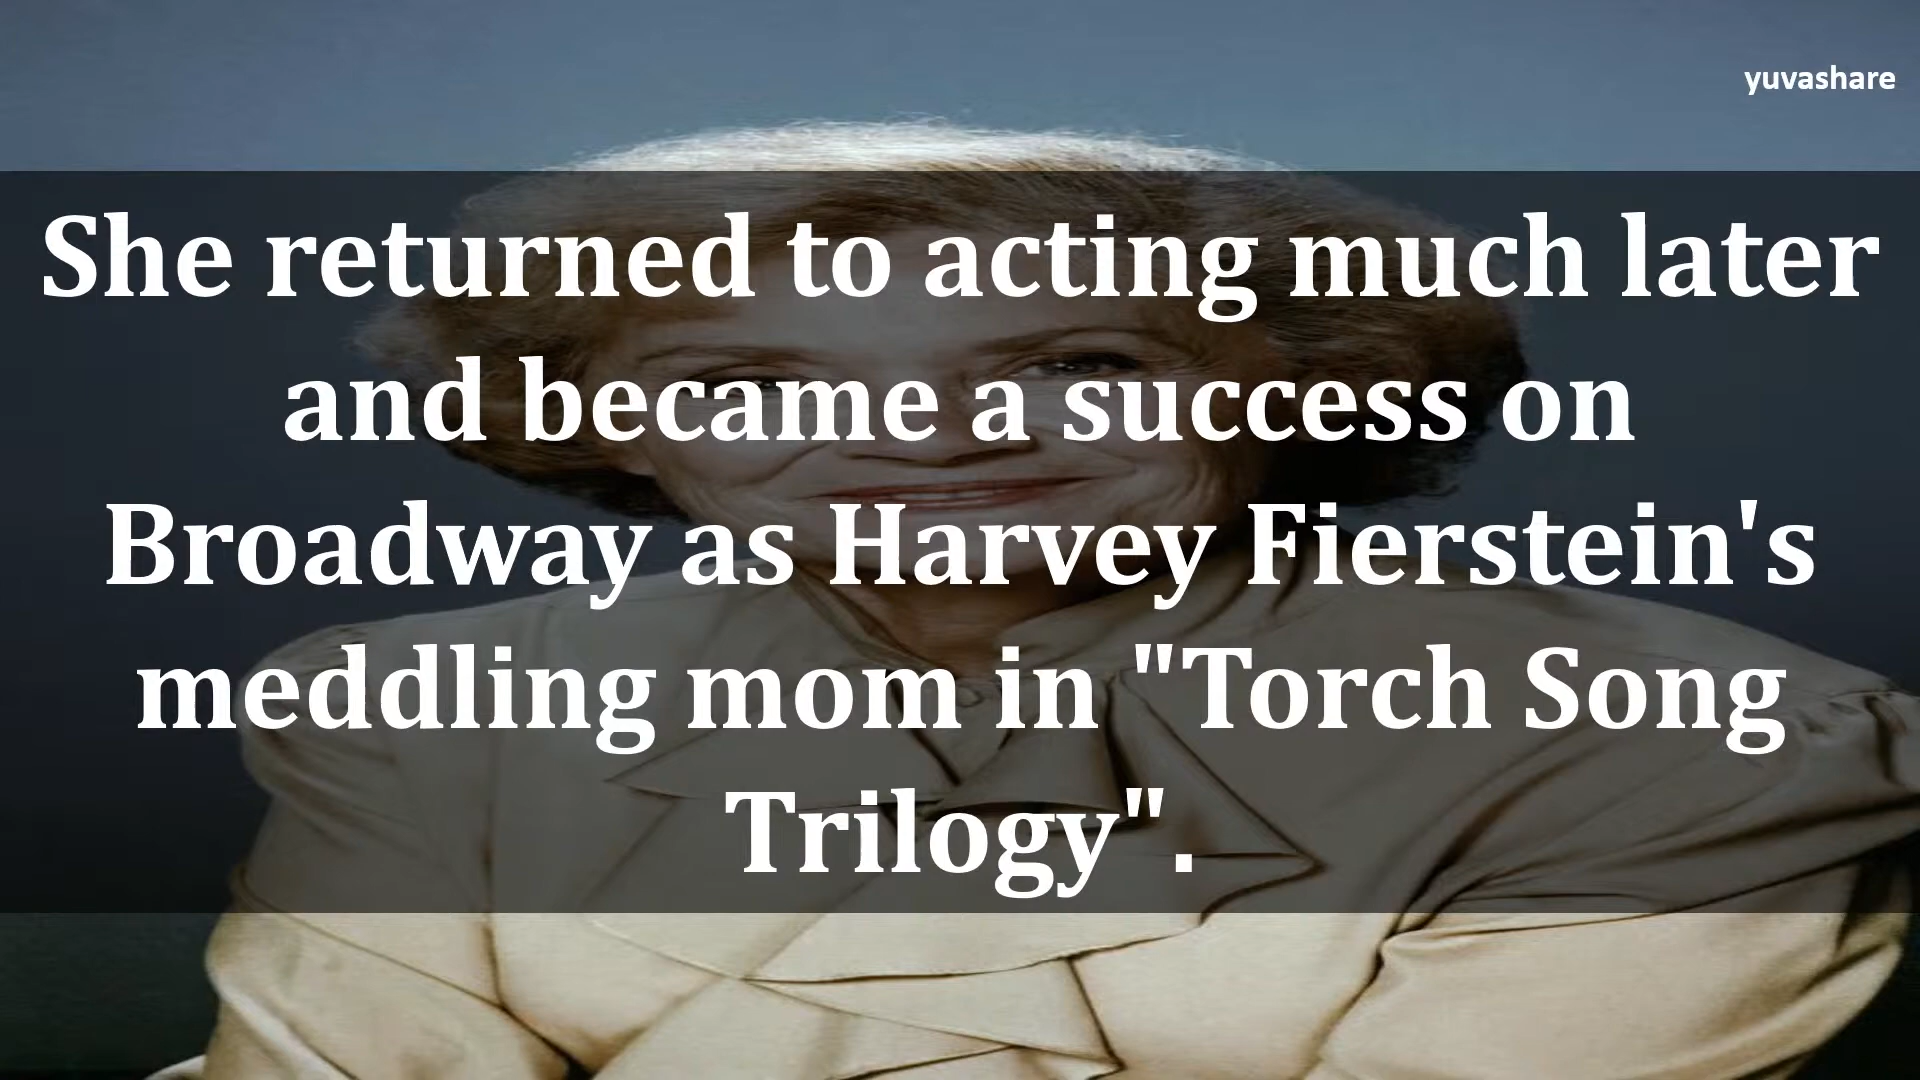 yuvashare
She returned to acting much later
and became a success on
Broadway as Harvey Fierstein's
meddling mom in "Torch Song
Trilogy".